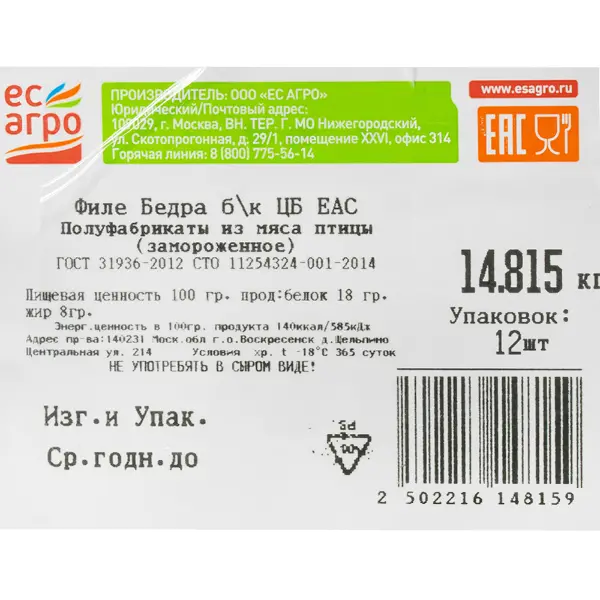 ес
агро
ПРОИЗВОДИТЕЛЬ: ООО «ЕС АГРО»
Юридический/Почтовый адрес:
109029, г. Москва, ВН. ТЕР. Г. МО Нижегородский,
ул. Скотопрогонная, д. 29/1, помещение XXVI, офис 314
Горячая линия: 8 (800) 775-56-14
www.esagro.ru
EAC
Филе Бедра б\к ЦБ ЕАС
Полуфабрикаты из мяса птицы
(замороженное)
ГОСТ 31936-2012 СТО 11254324-001-2014
Пищевая ценность 100 гр. прод:белок 18 гр.
жир 8гр.
Энерг.ценность в 100гр. продукта 140ккал/585кДж
Адрес пр-ва:140231 Моск.обл г.о.Воскресенск д.Цельпино
Центральная ул. 214 Условия хр. t -18°С 365 суток
НЕ УПОТРЕБЯТЬ В СЫРОМ ВИДЕ!
14.815 кг
Упаковок:
12шт
Изг.и Упак.
Ср.годн.до
PS
2 502216 148159